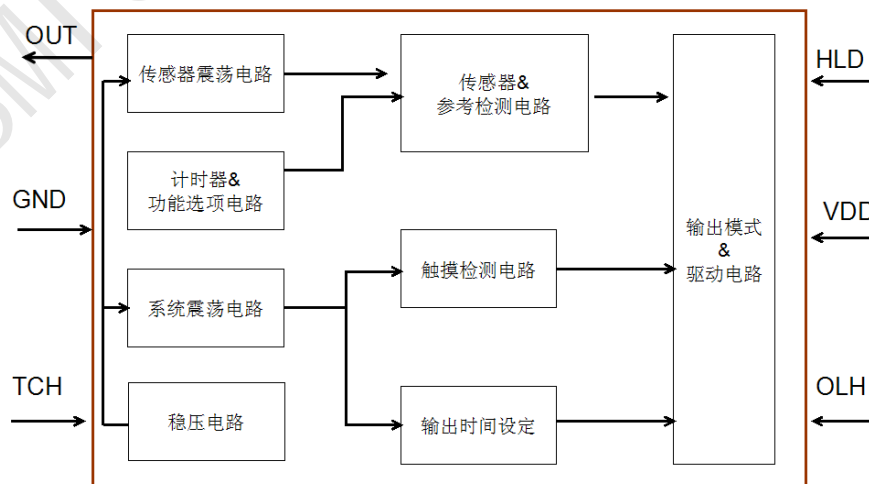 OUT
传感器震荡电路
传感器&
参考检测电路
HLD
计时器&
功能选项电路
GND
输出模式
&
驱动电路
VDD
系统震荡电路
触摸检测电路
TCH
稳压电路
输出时间设定
OLH